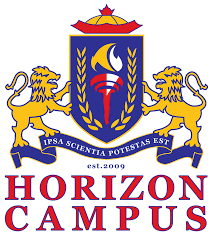 IPSA SCIENTIA POTESTAS EST
est.2009
HORIZON
CAMPUS